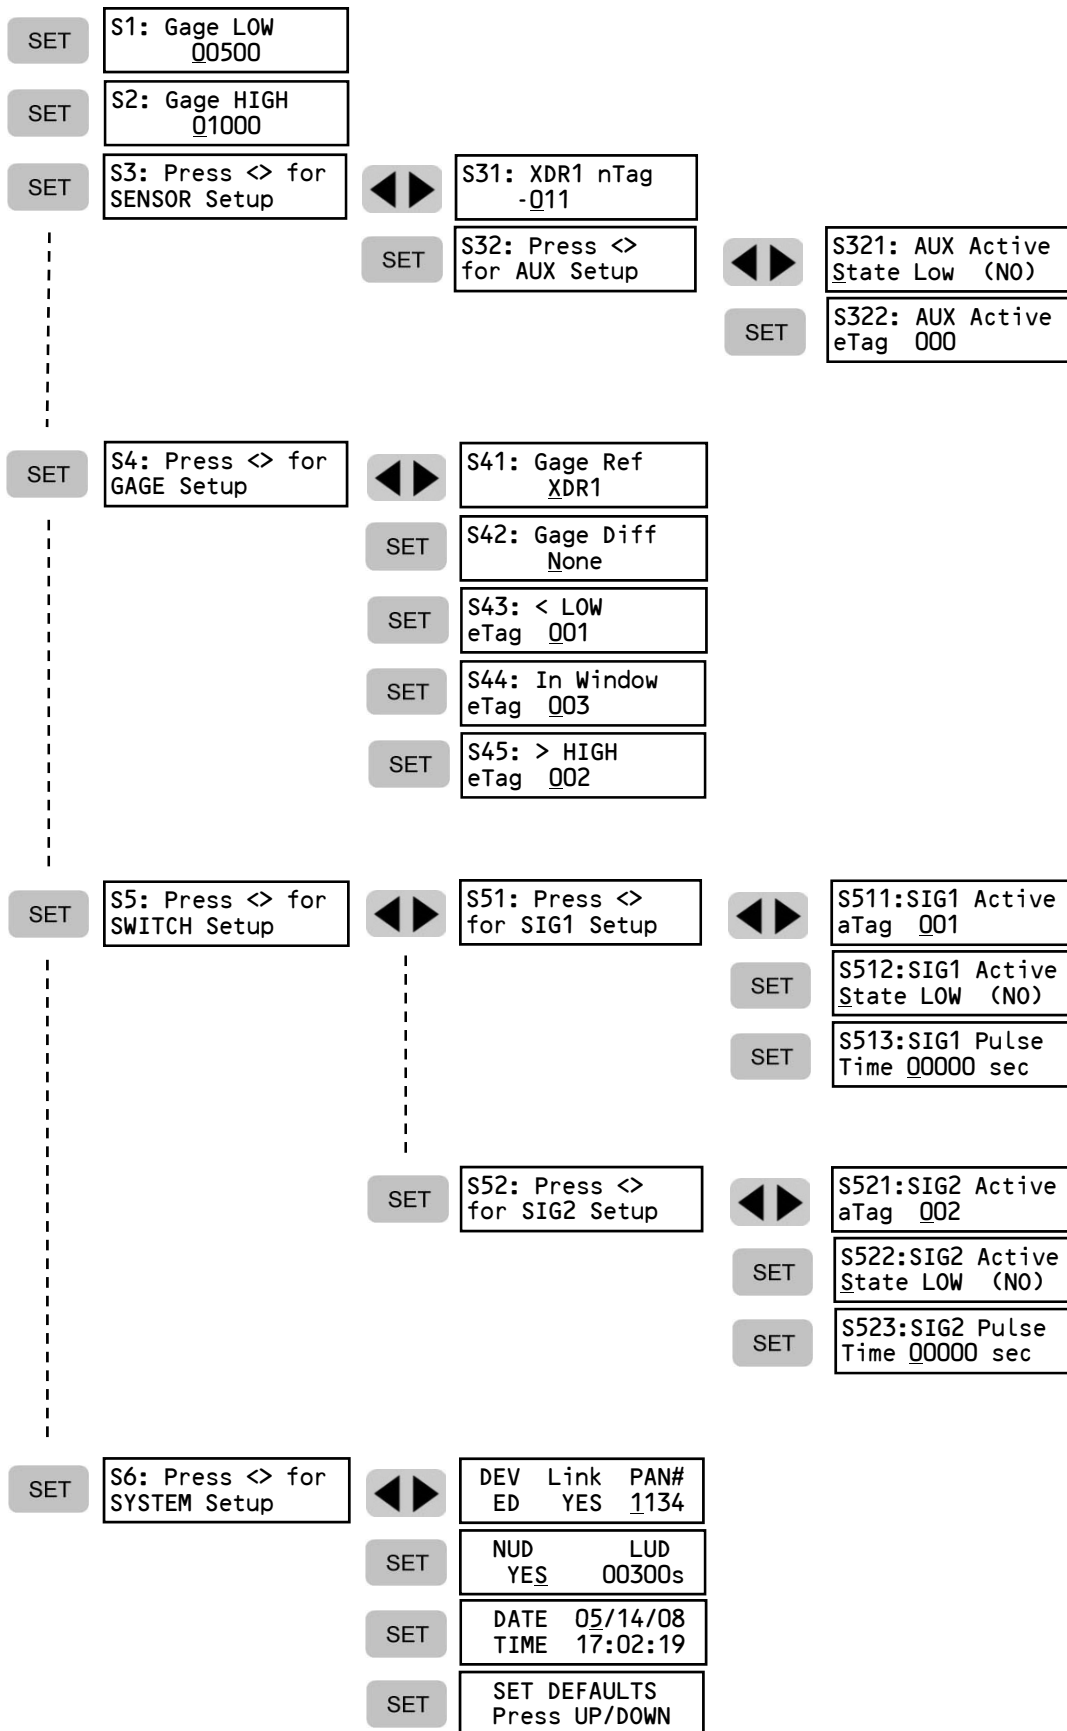 SET
S1: Gage LOW
00500
SET
S2: Gage HIGH
01000
SET
S3: Press <> for
SENSOR Setup
S31: XDR1 nTag
-011
SET
S32: Press <>
for AUX Setup
S321: AUX Active
State Low (NO)
SET
S322: AUX Active
eTag 000
SET
S4: Press <> for
GAGE Setup
S41: Gage Ref
XDR1
SET
S42: Gage Diff
None
SET
S43: < LOW
eTag 001
SET
S44: In Window
eTag 003
SET
S45: > HIGH
eTag 002
SET
S5: Press <> for
SWITCH Setup
S51: Press <>
for SIG1 Setup
S511:SIG1 Active
aTag 001
SET
S512:SIG1 Active
State LOW (NO)
SET
S513:SIG1 Pulse
Time 00000 sec
SET
S52: Press <>
for SIG2 Setup
S521:SIG2 Active
aTag 002
SET
S522:SIG2 Active
State LOW (NO)
SET
S523:SIG2 Pulse
Time 00000 sec
SET
S6: Press <> for
SYSTEM Setup
DEV Link PAN#
ED YES 1134
SET
NUD LUD
YES 00300s
SET
DATE 05/14/08
TIME 17:02:19
SET
SET DEFAULTS
Press UP/DOWN